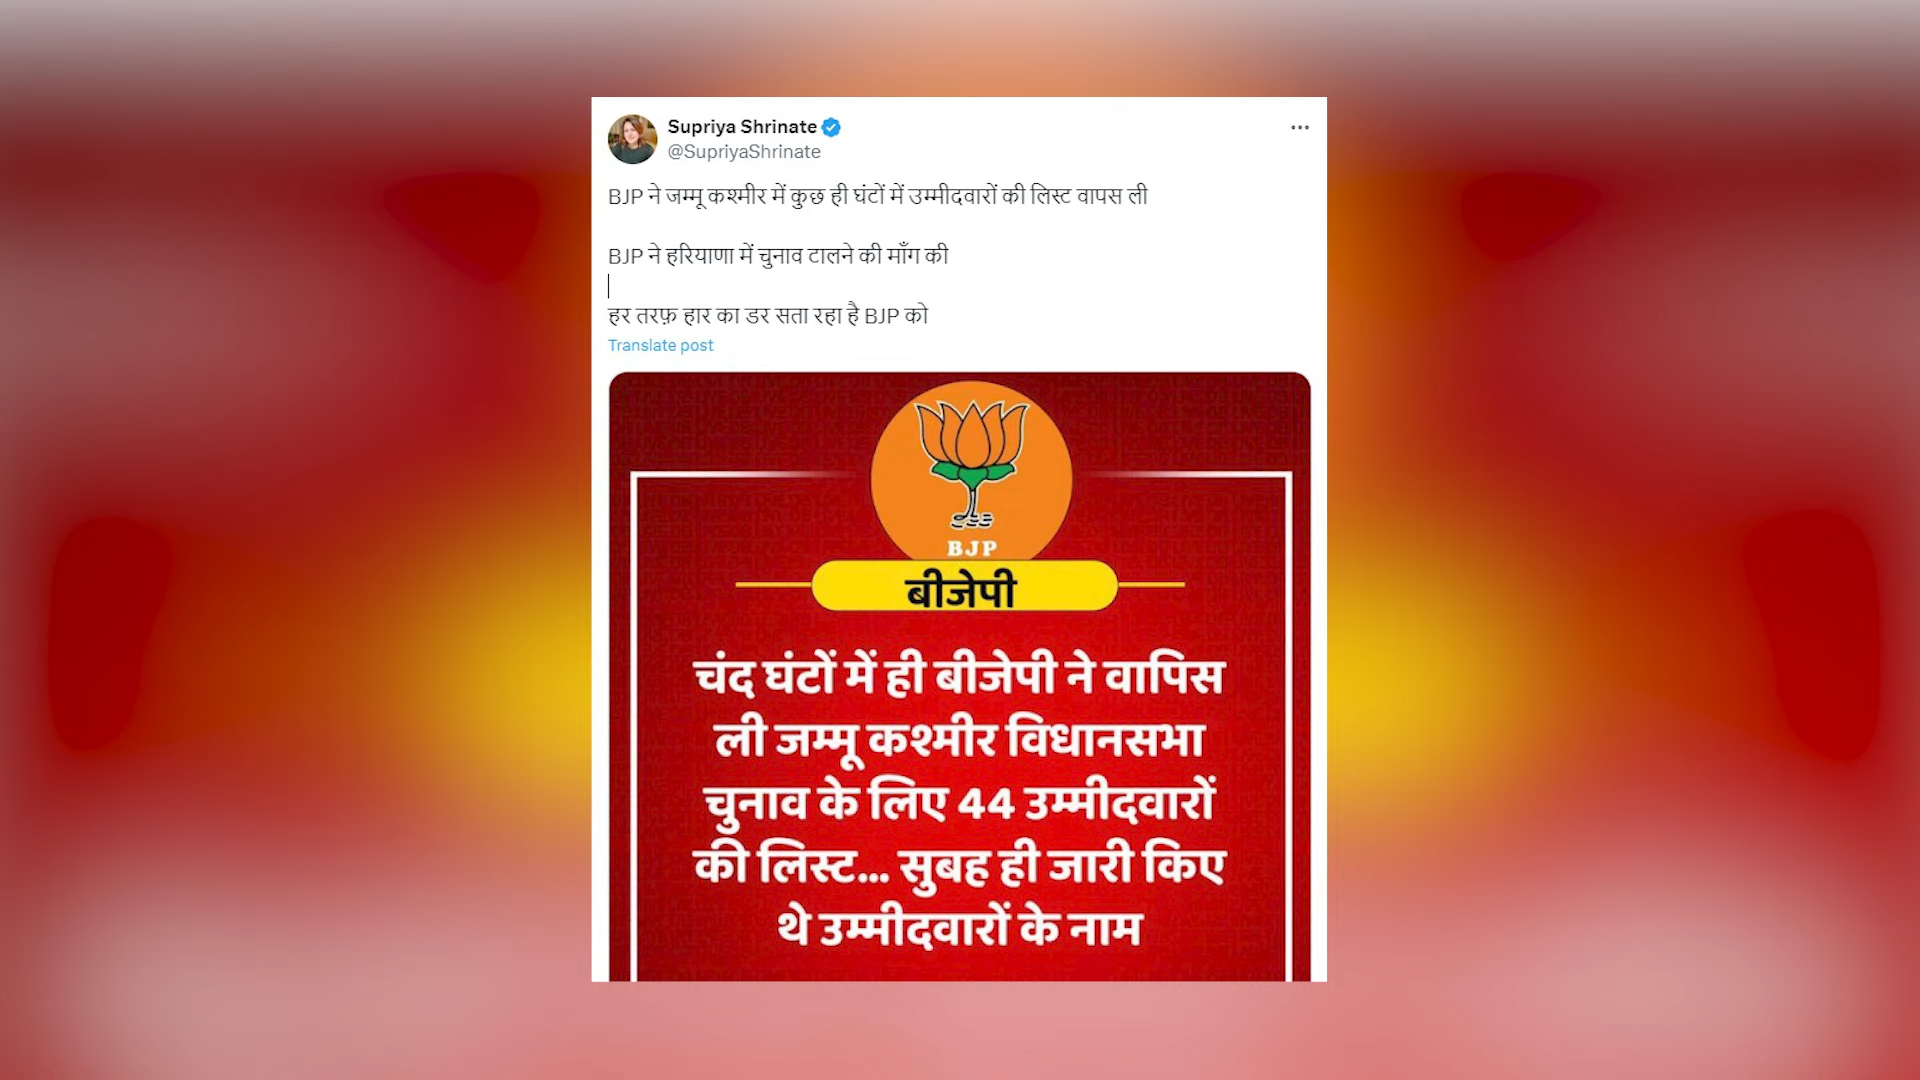 Supriya Shrinate
@SupriyaShrinate
BJP ने जम्मू कश्मीर में कुछ ही घंटों में उम्मीदवारों की लिस्ट वापस ली
BJP ने हरियाणा में चुनाव टालने की माँग की
हर तरफ़ हार का डर सता रहा है BJP को
Translate post
BJP
बीजेपी
चंद घंटों में ही बीजेपी ने वापिस
ली जम्मू कश्मीर विधानसभा
चुनाव के लिए 44 उम्मीदवारों
की लिस्ट... सुबह ही जारी किए
थे उम्मीदवारों के नाम